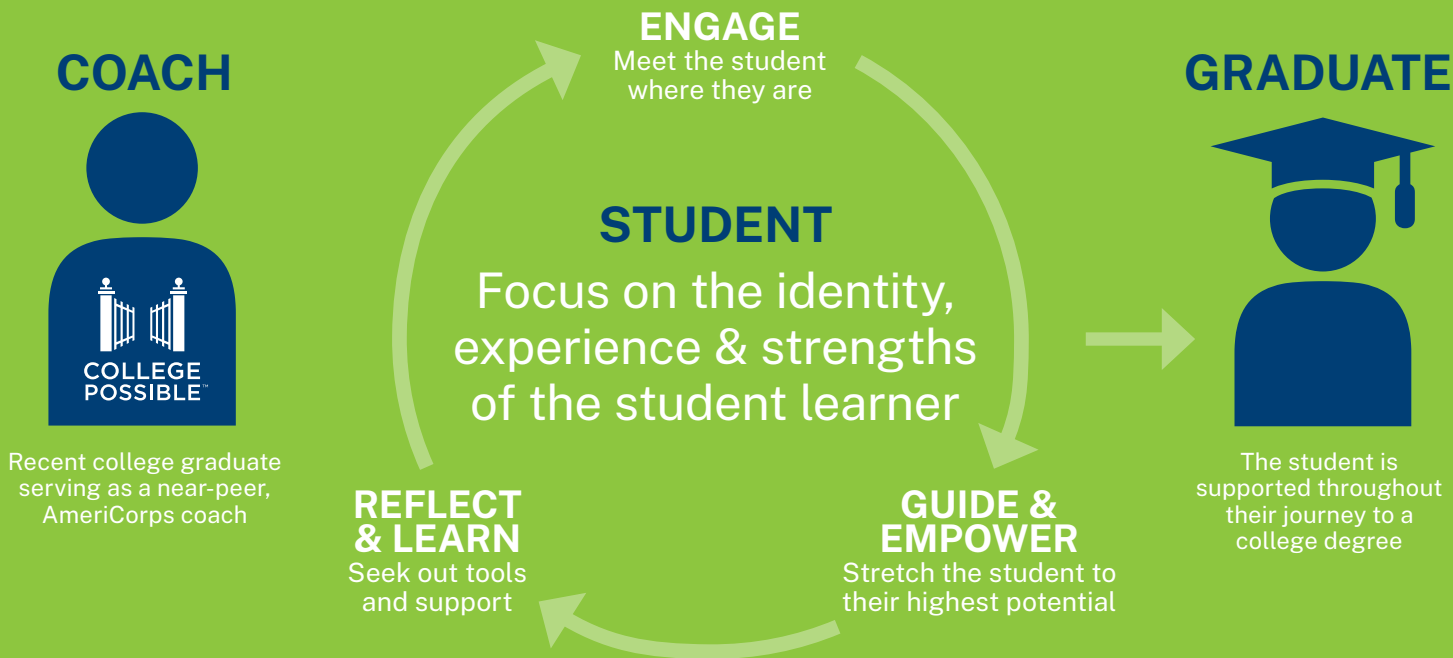 COACH
COLLEGE
POSSIBLE™
Recent college graduate
serving as a near-peer,
AmeriCorps coach
ENGAGE
Meet the student
where they are
STUDENT
Focus on the identity,
experience & strengths
of the student learner
REFLECT
& LEARN
Seek out tools
and support
GUIDE &
EMPOWER
Stretch the student to
their highest potential
GRADUATE
The student is
supported throughout
their journey to a
college degree